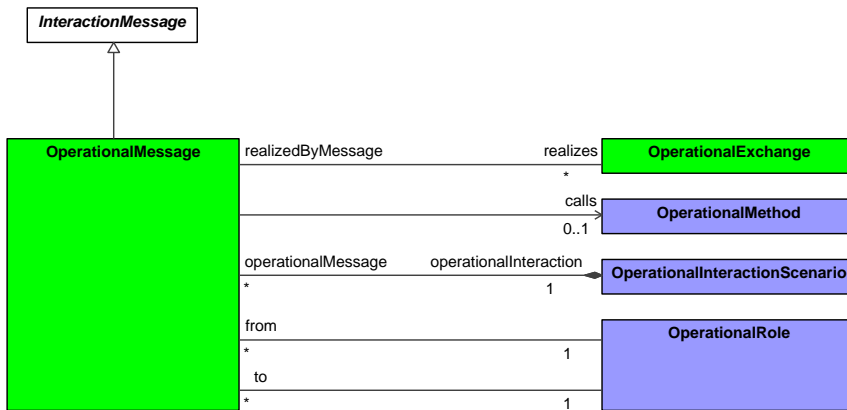 InteractionMessage
OperationalMessage
realizedByMessage realizes
*
OperationalExchange
calls
0..1
OperationalMethod
operationalMessage operationalInteraction
* 1
OperationalInteractionScenario
from
* 1
OperationalRole
to
* 1